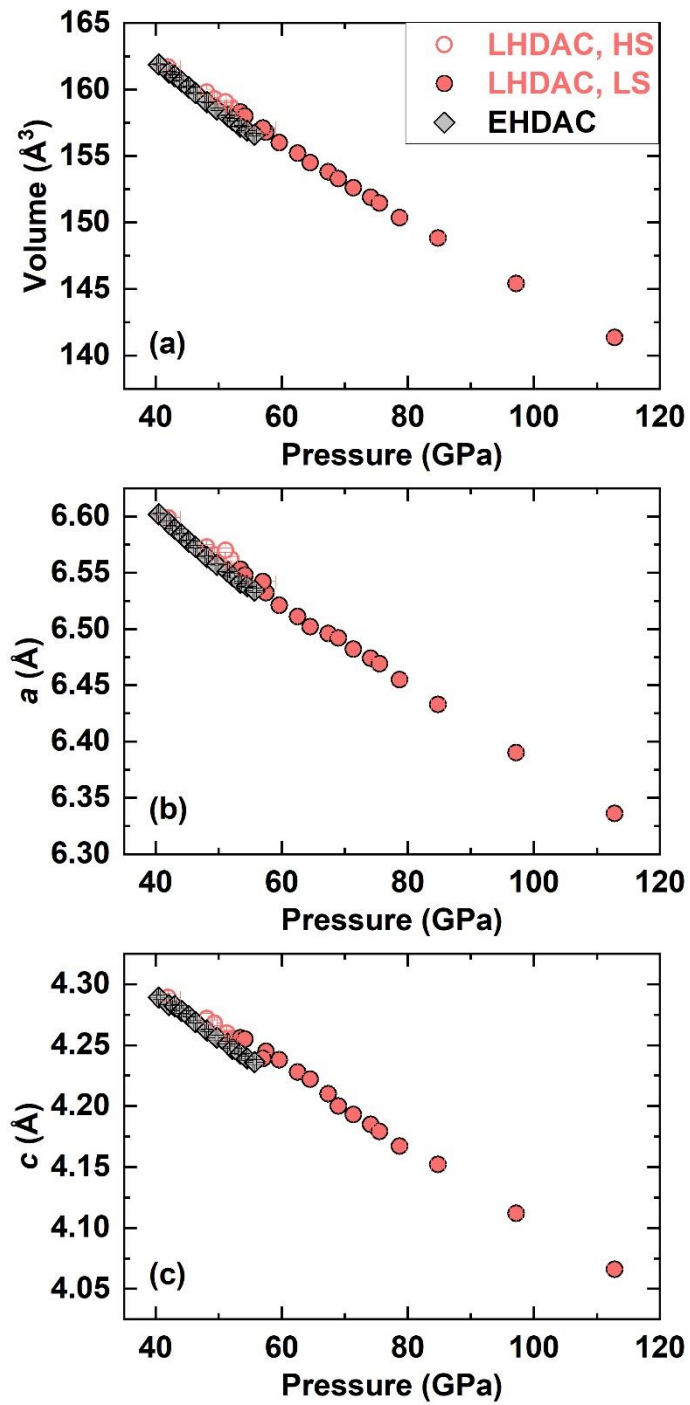 165
160
155
150
145
140
Volume (Å³)
LHDAC, HS
LHDAC, LS
EHDAC
(a)
40 60 80 100 120
Pressure (GPa)
6.60
6.55
6.50
6.45
6.40
6.35
6.30
a (Å)
(b)
40 60 80 100 120
Pressure (GPa)
4.30
4.25
4.20
4.15
4.10
4.05
c (Å)
(c)
40 60 80 100 120
Pressure (GPa)